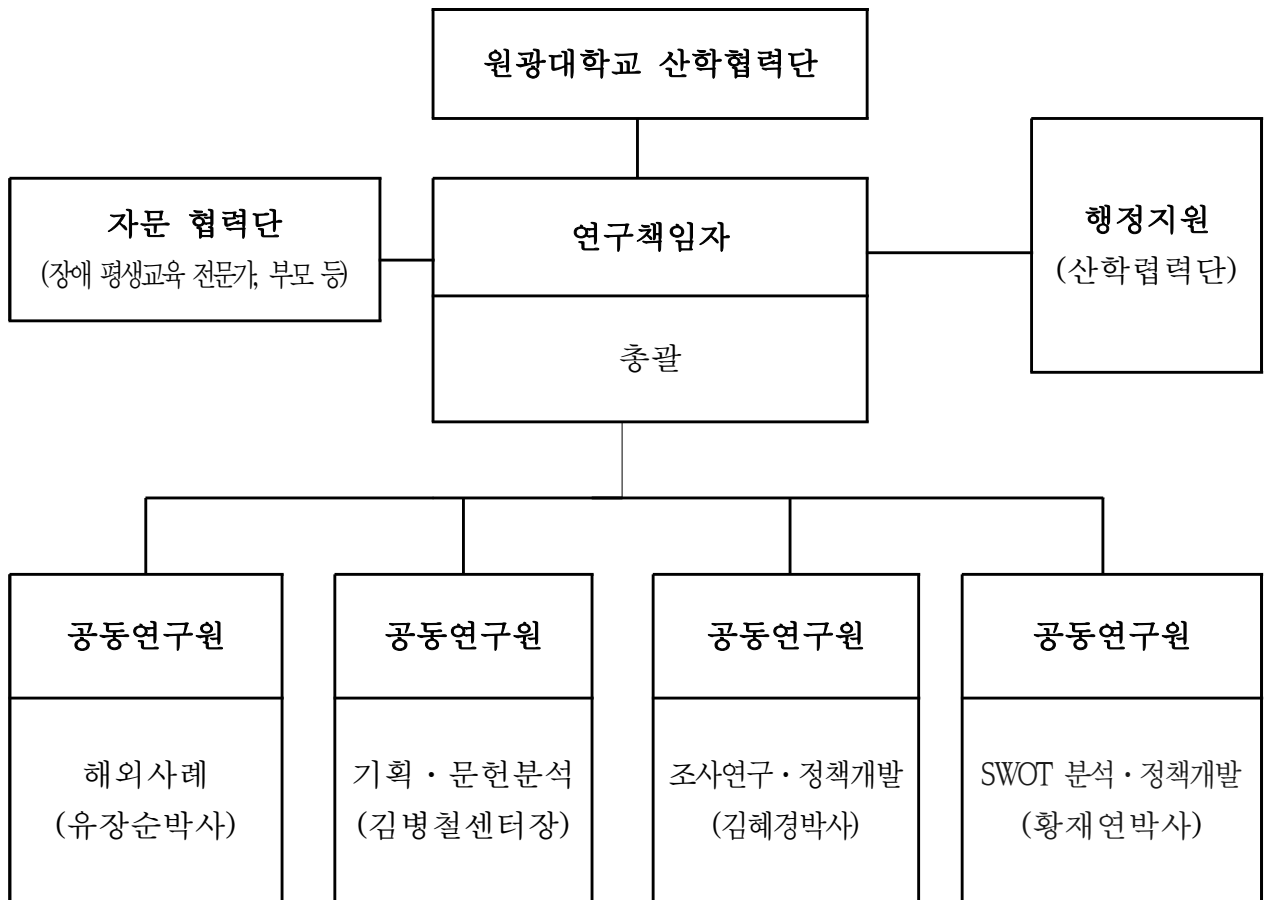 원광대학교 산학협력단
자문 협력단
(장애 평생교육 전문가, 부모 등)
연구책임자
총괄
행정지원
(산학렵력단)
공동연구원
해외사례
(유장순박사)
공동연구원
기획・문헌분석
(김병철센터장)
공동연구원
조사연구・정책개발
(김혜경박사)
공동연구원
SWOT 분석・정책개발
(황재연박사)